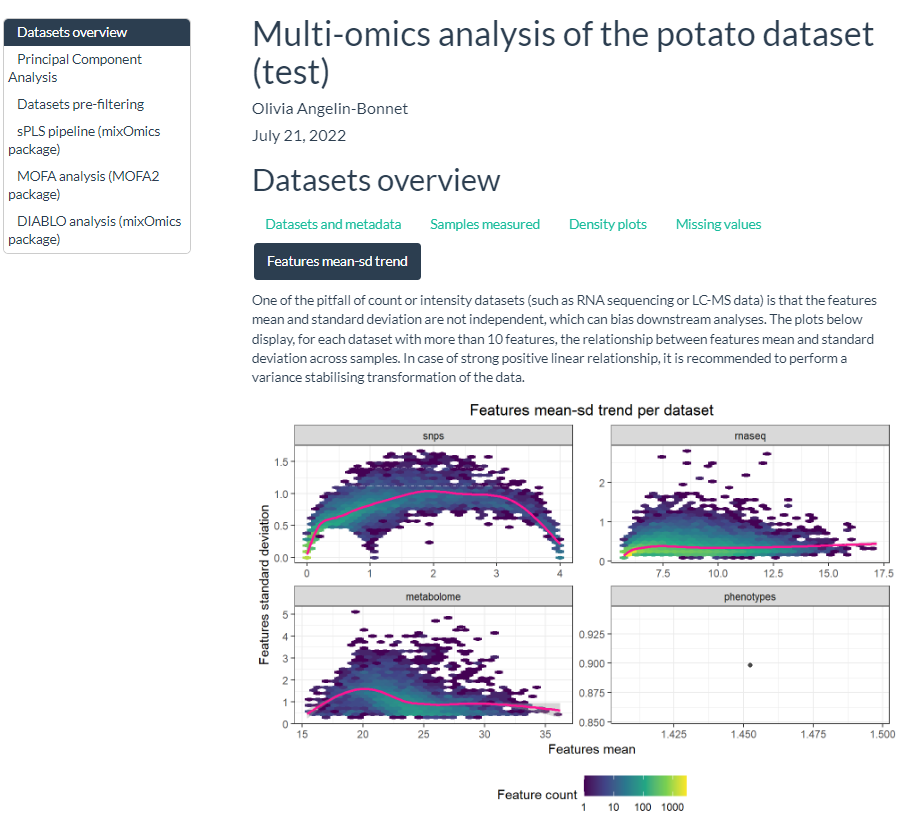 Datasets overview
Principal Component
Analysis
Datasets pre-filtering
sPLS pipeline (mixOmics
package)
MOFA analysis (MOFA2
package)
DIABLO analysis (mixOmics
package)
Multi-omics analysis of the potato dataset
(test)
Olivia Angelin-Bonnet
July 21, 2022
Datasets overview
Datasets and metadata
Samples measured
Density plots
Missing values
Features mean-sd trend
One of the pitfall of count or intensity datasets (such as RNA sequencing or LC-MS data) is that the features
mean and standard deviation are not independent, which can bias downstream analyses. The plots below
display, for each dataset with more than 10 features, the relationship between features mean and standard
deviation across samples. In case of strong positive linear relationship, it is recommended to perform a
variance stabilising transformation of the data.
Features mean-sd trend per dataset
snps
1.5
1.0
0.5
0.0
0 1 2 3 4
rnaseq
2
1
0
7.5 10.0 12.5 15.0 17.5
Features standard deviation
metabolome
5
4
3
2
1
0
15 20 25 30 35
phenotypes
0.925
0.900
0.875
0.850
1.425 1.450 1.475 1.500
Features mean
Feature count
1 10 100 1000